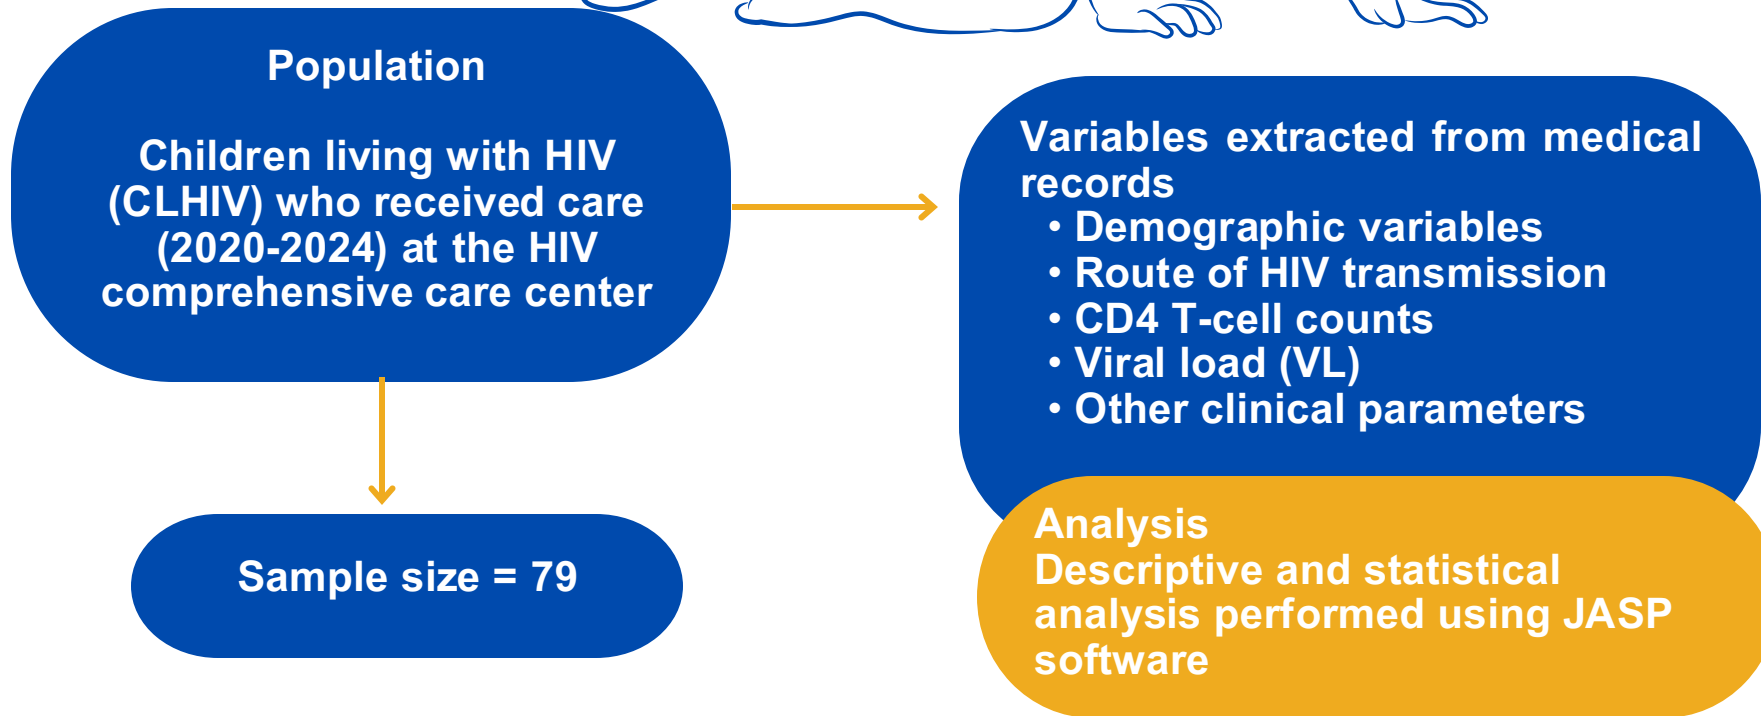 Population
Children living with HIV
(CLHIV) who received care
(2020-2024) at the HIV
comprehensive care center
Sample size = 79
Variables extracted from medical
records
• Demographic variables
• Route of HIV transmission
• CD4 T-cell counts
• Viral load (VL)
• Other clinical parameters
Analysis
Descriptive and statistical
analysis performed using JASP
software